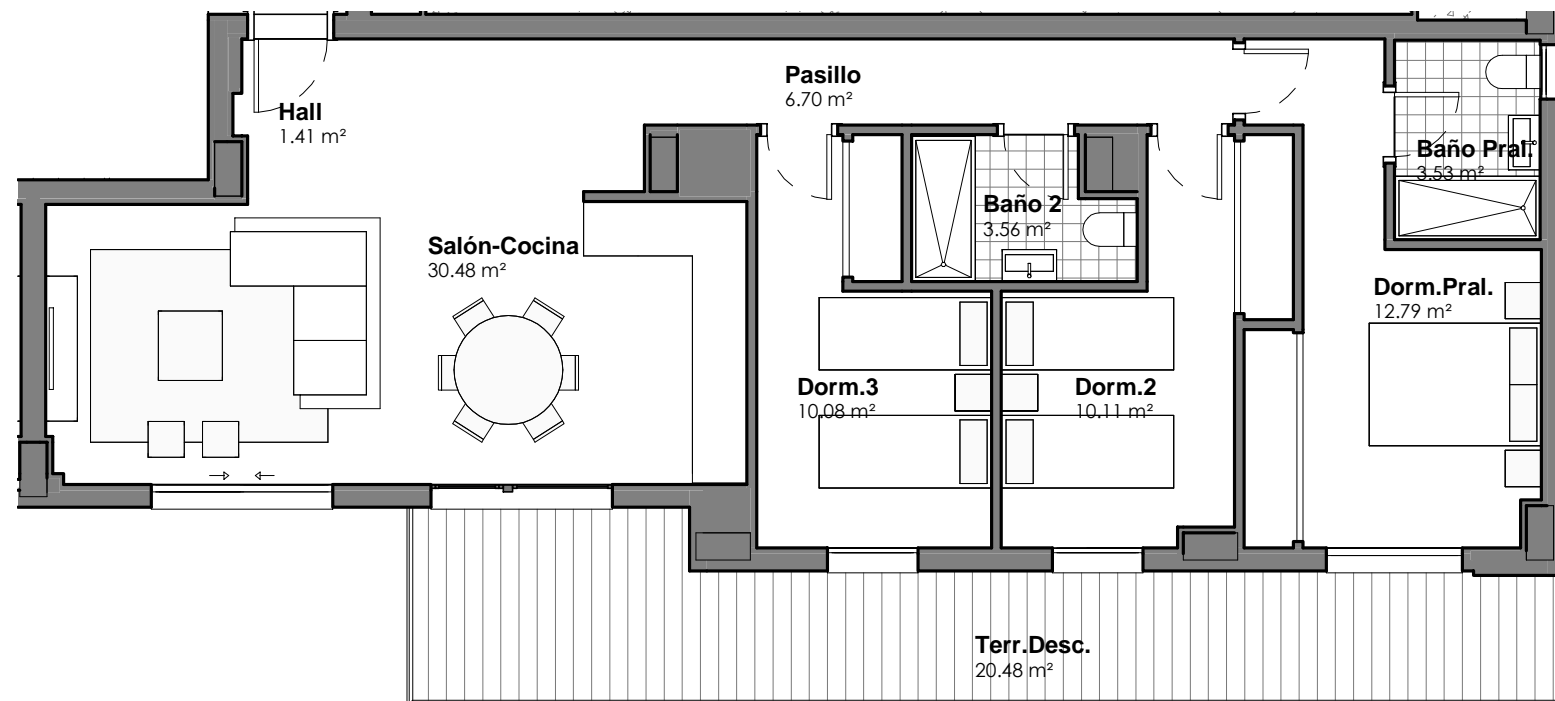 Pasillo
6.70 m²
Hall
1.41 m²
Baño Pral.
3.53 m²
Baño 2
3.56 m²
Salón-Cocina
30.48 m²
Dorm.Pral.
12.79 m²
Dorm.3
10.08 m²
Dorm.2
10.11 m²
Terr.Desc.
20.48 m²